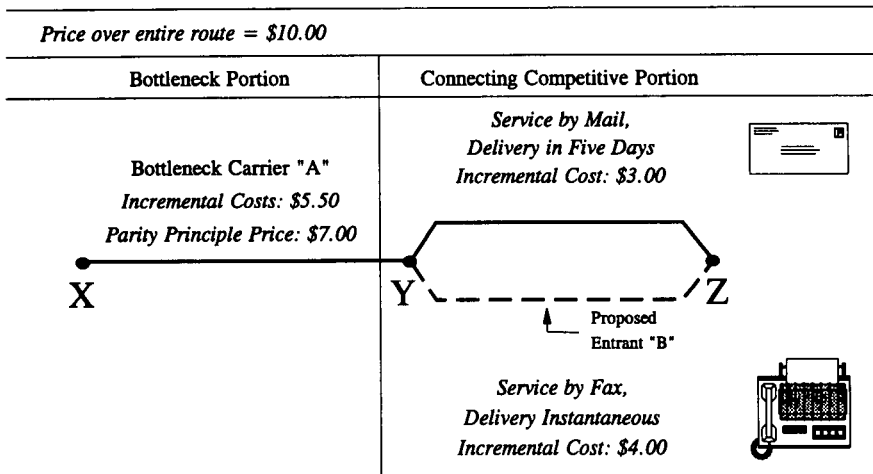 Price over entire route = $10.00
Bottleneck Portion
Connecting Competitive Portion
Bottleneck Carrier "A"
Incremental Costs: $5.50
Parity Principle Price: $7.00
Service by Mail,
Delivery in Five Days
Incremental Cost: $3.00
X
Y
Z
Proposed
Entrant "B"
Service by Fax,
Delivery Instantaneous
Incremental Cost: $4.00